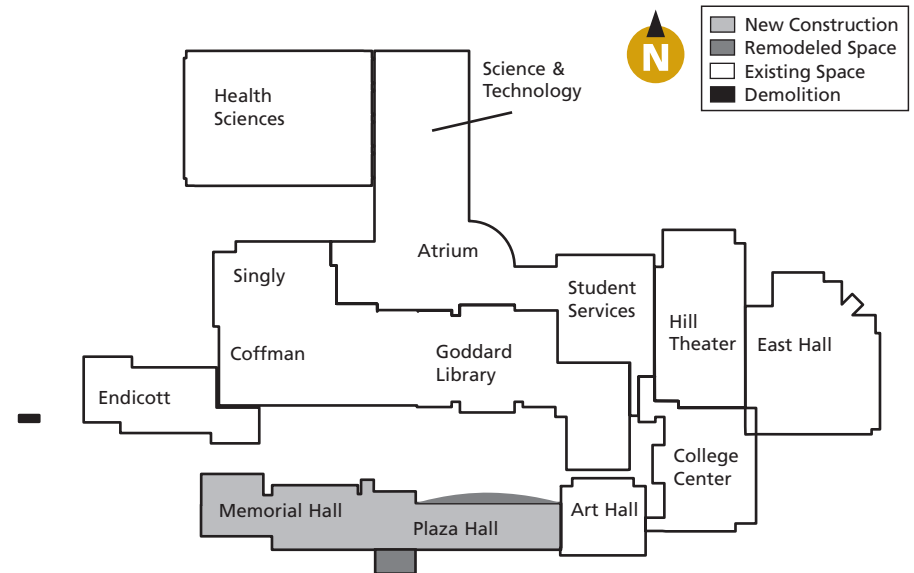 New Construction
Remodeled Space
Existing Space
Demolition
N
Science &
Technology
Health
Sciences
Atrium
Singly
Student
Services
Hill
Theater
East Hall
Coffman
Goddard
Library
Endicott
College
Center
Memorial Hall
Plaza Hall
Art Hall